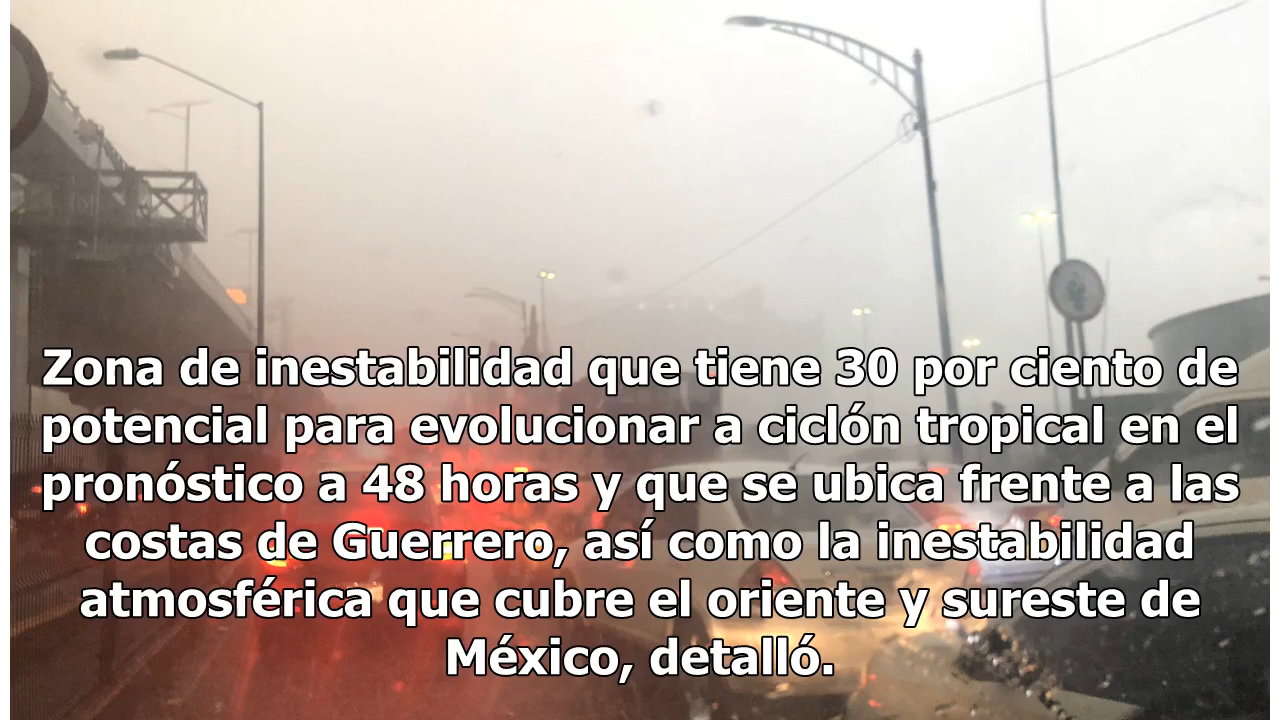 Zona de inestabilidad que tiene 30 por ciento de
potencial para evolucionar a ciclón tropical en el
pronóstico a 48 horas y que se ubica frente a las
costas de Guerrero, así como la inestabilidad
atmosférica que cubre el oriente y sureste de
México, detalló.